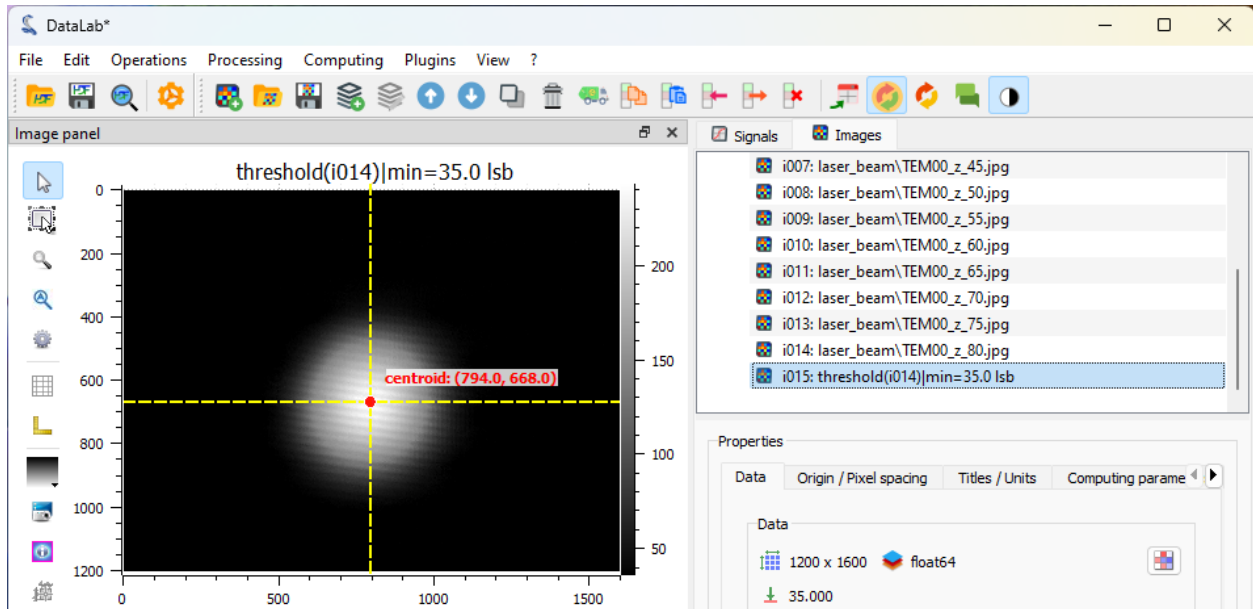 DataLab*
File Edit Operations Processing Computing Plugins View ?
Image panel
Signals
Images
threshold(i014)|min=35.0 lsb
0
200
400
600
800
1000
1200
0
500
1000
1500
200
150
100
50
centroid: (794.0, 668.0)
i007: laser_beam\TEM00_z_45.jpg
i008: laser_beam\TEM00_z_50.jpg
i009: laser_beam\TEM00_z_55.jpg
i010: laser_beam\TEM00_z_60.jpg
i011: laser_beam\TEM00_z_65.jpg
i012: laser_beam\TEM00_z_70.jpg
i013: laser_beam\TEM00_z_75.jpg
i014: laser_beam\TEM00_z_80.jpg
i015: threshold(i014)|min=35.0 lsb
Properties
Data Origin / Pixel spacing Titles / Units Computing parame
Data
1200 x 1600 float64
35.000